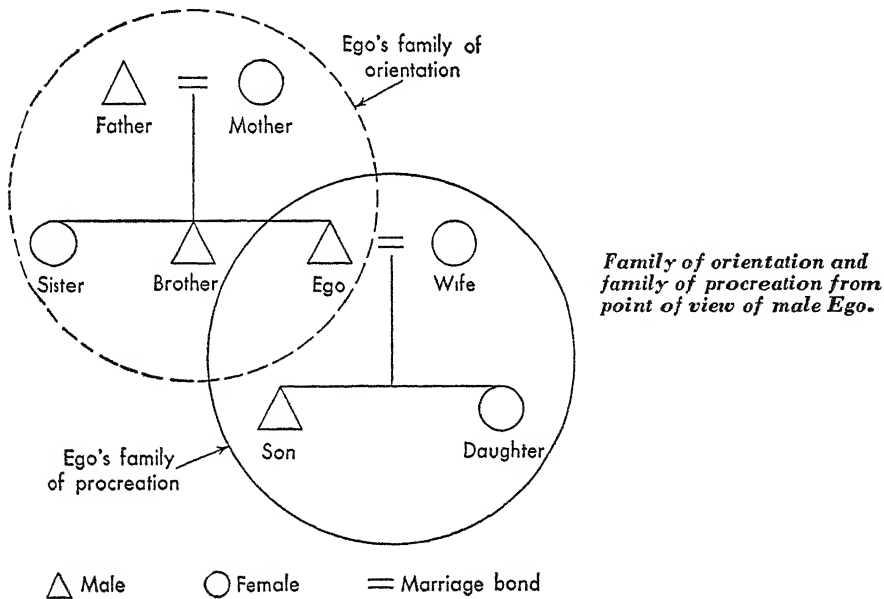 Ego's family of
orientation
Father
Mother
Sister
Brother
Ego
Wife
Family of orientation and
family of procreation from
point of view of male Ego.
Son
Daughter
Ego's family
of procreation
Male
Female
Marriage bond